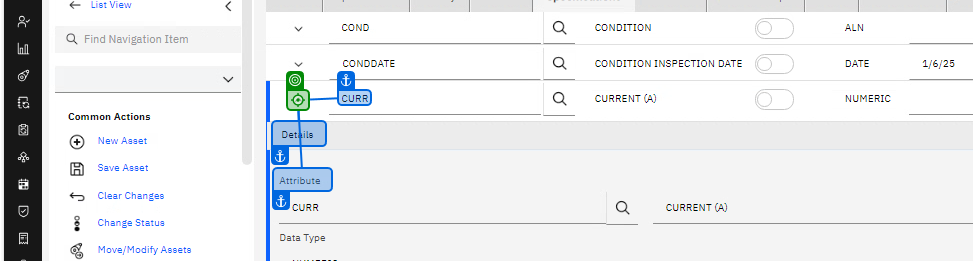 List View
Find Navigation Item
Common Actions
New Asset
Save Asset
Clear Changes
Change Status
Move/Modify Assets
COND CONDITION ALN
CONDDATE CONDITION INSPECTION DATE DATE 1/6/25
CURR CURRENT (A) NUMERIC
Details
Attribute
CURR CURRENT (A)
Data Type